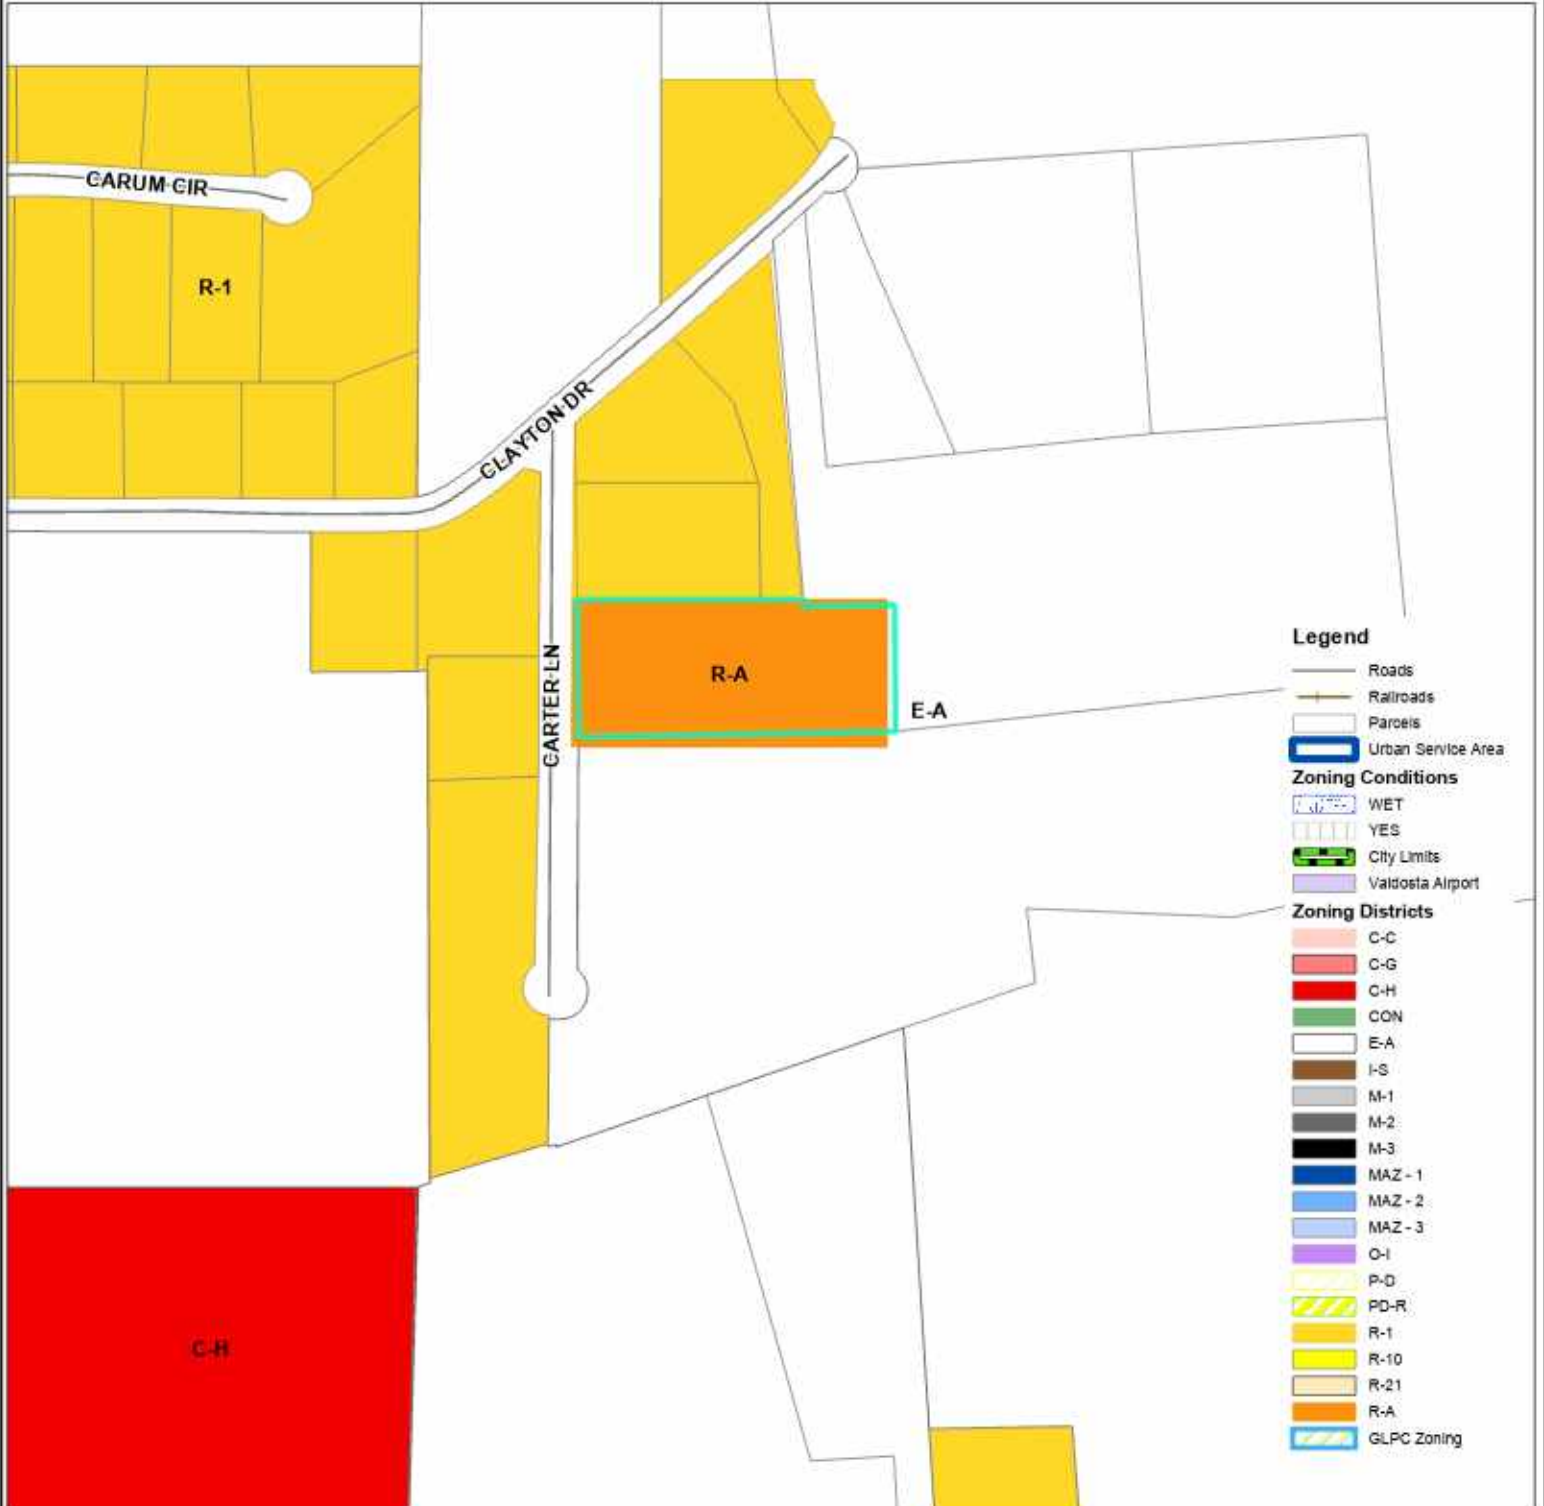 CARUM CIR
R-1
CLAYTON DR
R-A
E-A
CARTER LN
C-H
Legend
Roads
Railroads
Parcels
Urban Service Area
Zoning Conditions
WET
YES
City Limits
Valdosta Airport
Zoning Districts
C-C
C-G
C-H
CON
E-A
I-S
M-1
M-2
M-3
MAZ - 1
MAZ - 2
MAZ - 3
O-I
P-D
PD-R
R-1
R-10
R-21
R-A
GLPC Zoning